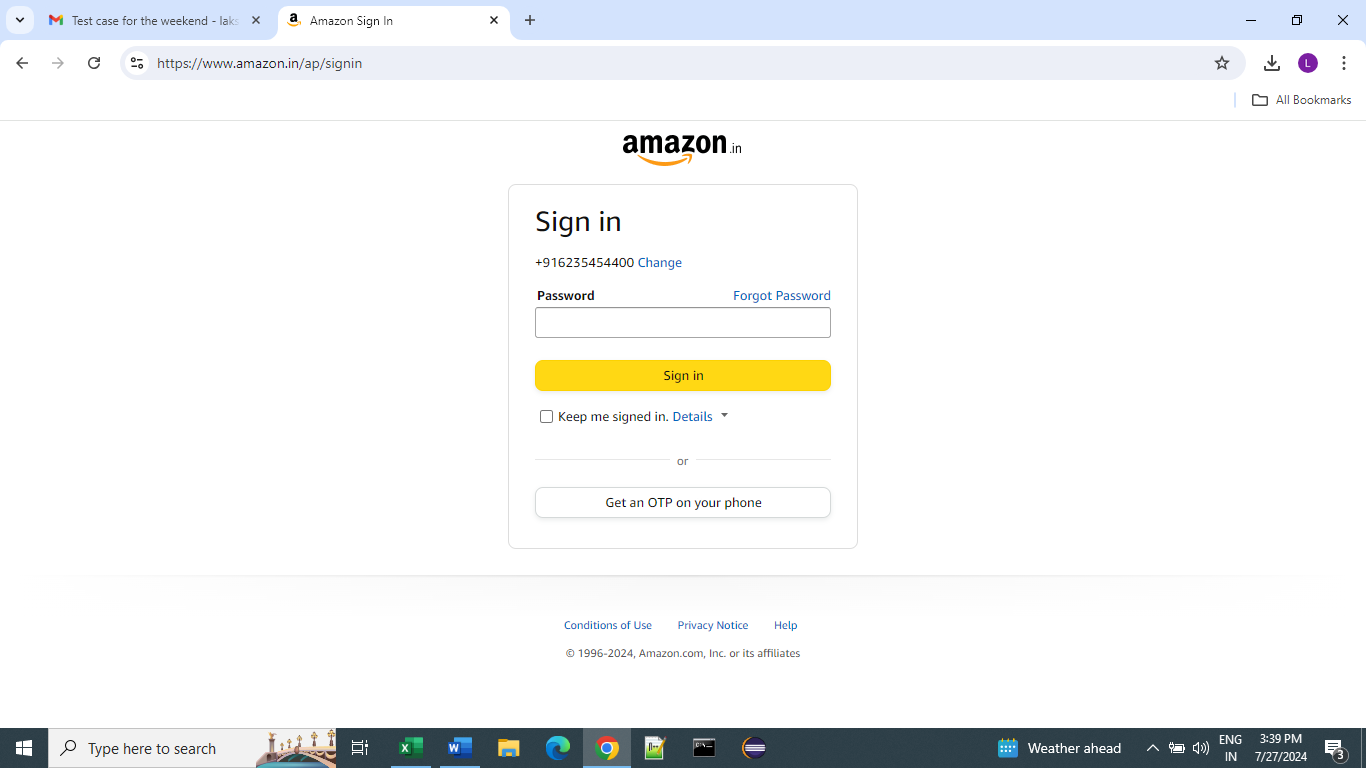 Test case for the weekend - laks
Amazon Sign In
https://www.amazon.in/ap/signin
L
All Bookmarks
amazon.in
Sign in
+916235454400 Change
Password Forgot Password
Sign in
Keep me signed in. Details
or
Get an OTP on your phone
Conditions of Use Privacy Notice Help
© 1996-2024, Amazon.com, Inc. or its affiliates
Type here to search
Weather ahead
ENG
IN
3:39 PM
7/27/2024
3